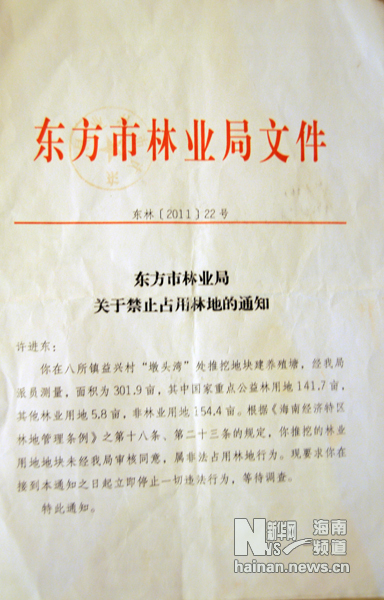 东方市林业局文件
东林〔2011〕22号
东方市林业局
关于禁止占用林地的通知
许进东:
你在八所镇益兴村“墩头湾”处推挖地块建养殖塘,经我局
派员测量,面积为301.9亩,其中国家重点公益林用地141.7亩,
其他林业用地5.8亩,非林业用地154.4亩。根据《海南经济特区
林地管理条例》之第十八条、第二十三条的规定,你推挖的林业
用地地块未经我局审核同意,属非法占用林地行为。现要求你在
接到本通知之日起立即停止一切违法行为,等待调查。
特此通知。
新华网 海南
NEWS 频道
hainan.news.cn